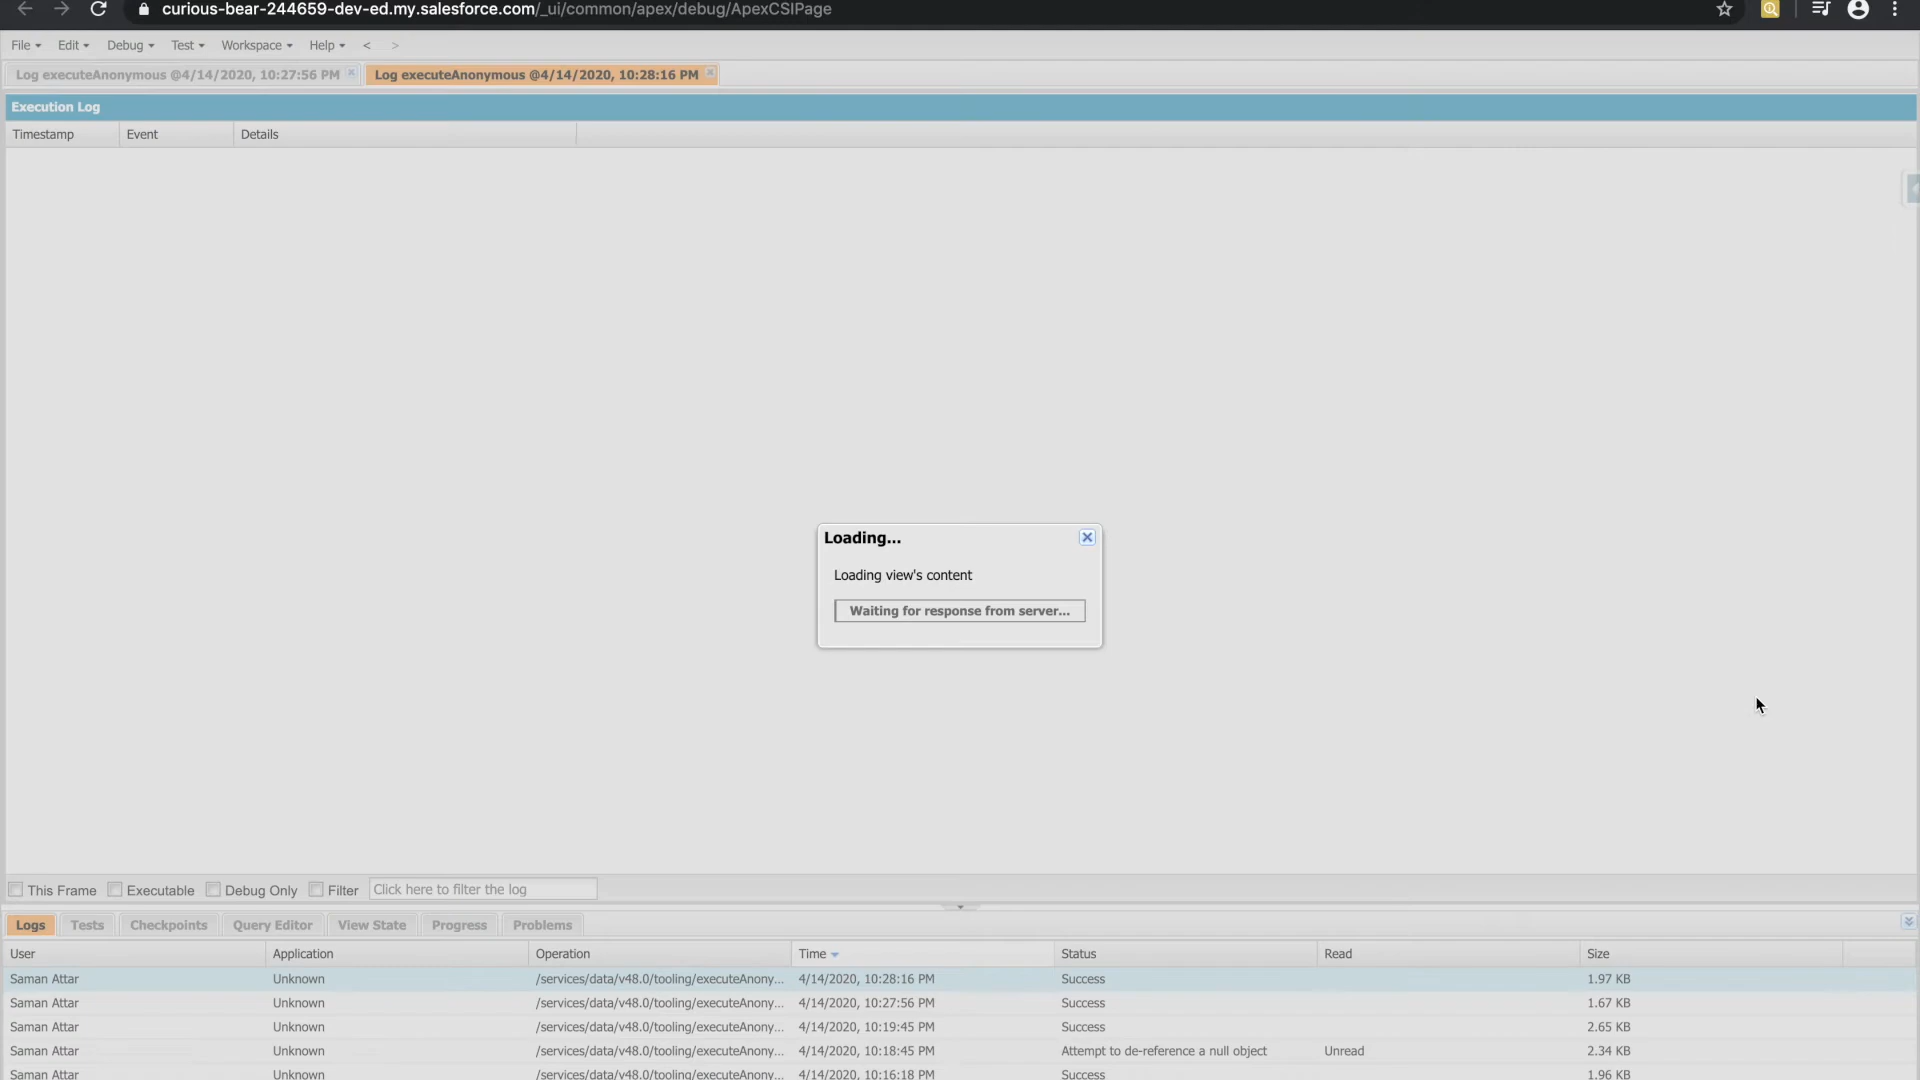 curious-bear-244659-dev-ed.my.salesforce.com/_ui/common/apex/debug/ApexCSIPage
File Edit Debug Test Workspace Help < >
Log executeAnonymous @4/14/2020, 10:27:56 PM Log executeAnonymous @4/14/2020, 10:28:16 PM
Execution Log
Timestamp Event Details
Loading...
Loading view's content
Waiting for response from server...
This Frame Executable Debug Only Filter Click here to filter the log
Logs Tests Checkpoints Query Editor View State Progress Problems
User Application Operation Time Status Read Size
Saman Attar Unknown /services/data/v48.0/tooling/executeAnony... 4/14/2020, 10:28:16 PM Success 1.97 KB
Saman Attar Unknown /services/data/v48.0/tooling/executeAnony... 4/14/2020, 10:27:56 PM Success 1.67 KB
Saman Attar Unknown /services/data/v48.0/tooling/executeAnony... 4/14/2020, 10:19:45 PM Success 2.65 KB
Saman Attar Unknown /services/data/v48.0/tooling/executeAnony... 4/14/2020, 10:18:45 PM Attempt to de-reference a null object Unread 2.34 KB
Saman Attar Unknown /services/data/v48.0/tooling/executeAnony... 4/14/2020, 10:16:18 PM Success 1.96 KB